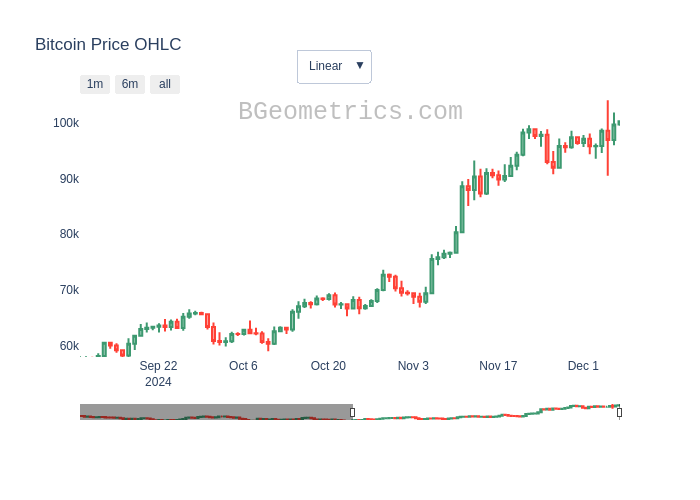 Bitcoin Price OHLC
Linear ▼
1m 6m all
BGeometrics.com
100k
90k
80k
70k
60k
Sep 22 Oct 6 Oct 20 Nov 3 Nov 17 Dec 1
2024